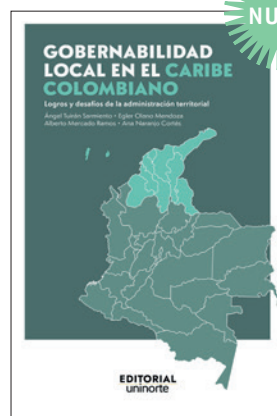 NU
GOBERNABILIDAD
LOCAL EN EL CARIBE
COLOMBIANO
Logros y desafíos de la administración territorial
Ángel Tuirán Sarmiento • Egler Otero Mendoza
Alberto Mercado Ramos • Ana Naranjo Cortés
EDITORIAL
uninorte